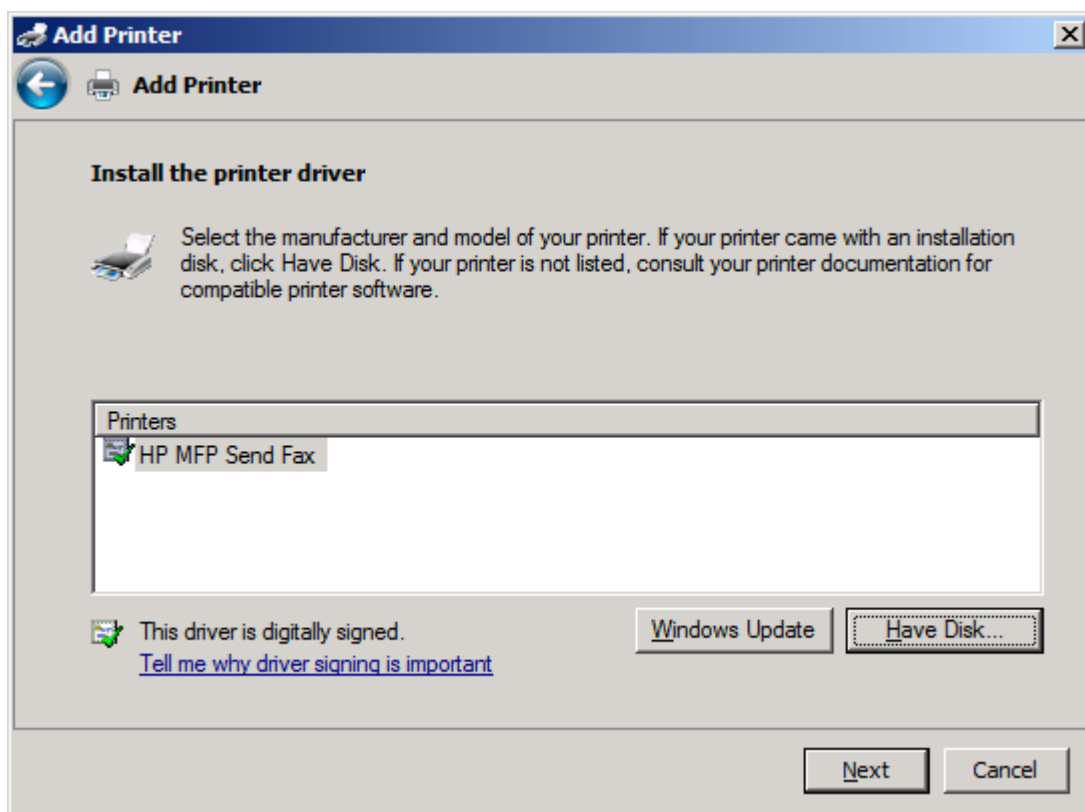 Add Printer
Add Printer
Install the printer driver
Select the manufacturer and model of your printer. If your printer came with an installation
disk, click Have Disk. If your printer is not listed, consult your printer documentation for
compatible printer software.
Printers
HP MFP Send Fax
This driver is digitally signed.
Windows Update
Have Disk...
Tell me why driver signing is important
Next
Cancel